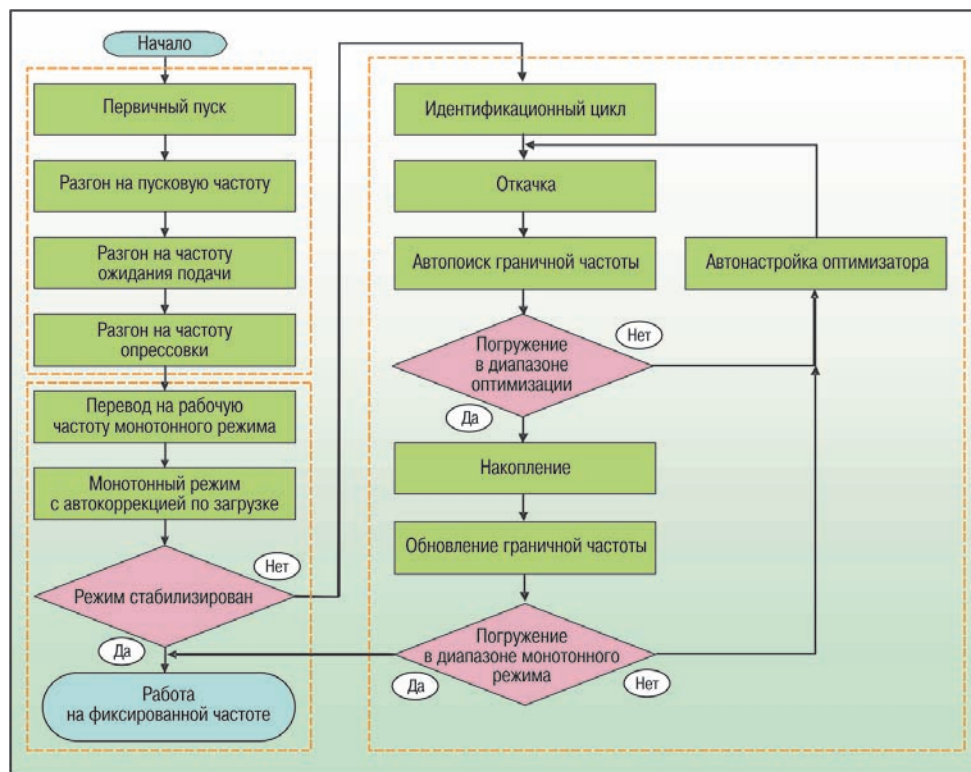 Начало
Первичный пуск
Разгон на пусковую частоту
Разгон на частоту
ожидания подачи
Разгон на частоту
опрессовки
Перевод на рабочую
частоту монотонного режима
Монотонный режим
с автокоррекцией по загрузке
Режим стабилизирован
Нет
Да
Работа
на фиксированной частоте
Идентификационный цикл
Откачка
Автопоиск граничной частоты
Автонастройка оптимизатора
Погружение
в диапазоне
оптимизации
Нет
Да
Накопление
Обновление граничной частоты
Погружение
в диапазоне монотонного
режима
Да
Нет